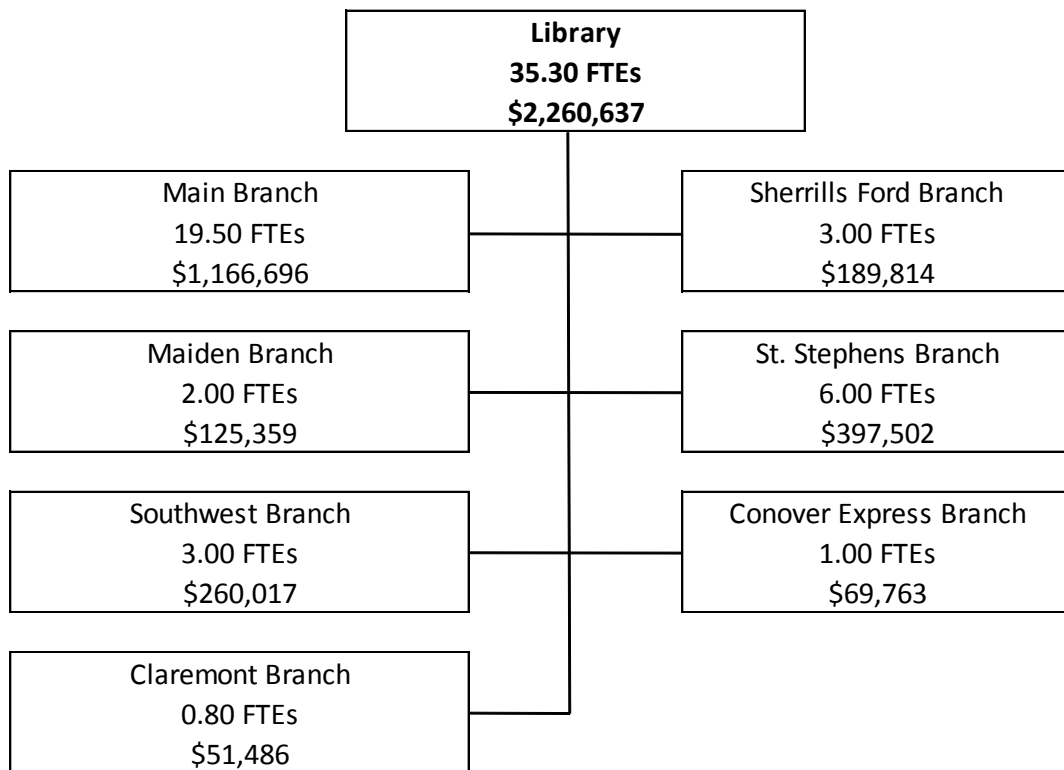 Library
35.30 FTEs
$2,260,637
Main Branch
19.50 FTEs
$1,166,696
Sherrills Ford Branch
3.00 FTEs
$189,814
Maiden Branch
2.00 FTEs
$125,359
St. Stephens Branch
6.00 FTEs
$397,502
Southwest Branch
3.00 FTEs
$260,017
Conover Express Branch
1.00 FTEs
$69,763
Claremont Branch
0.80 FTEs
$51,486